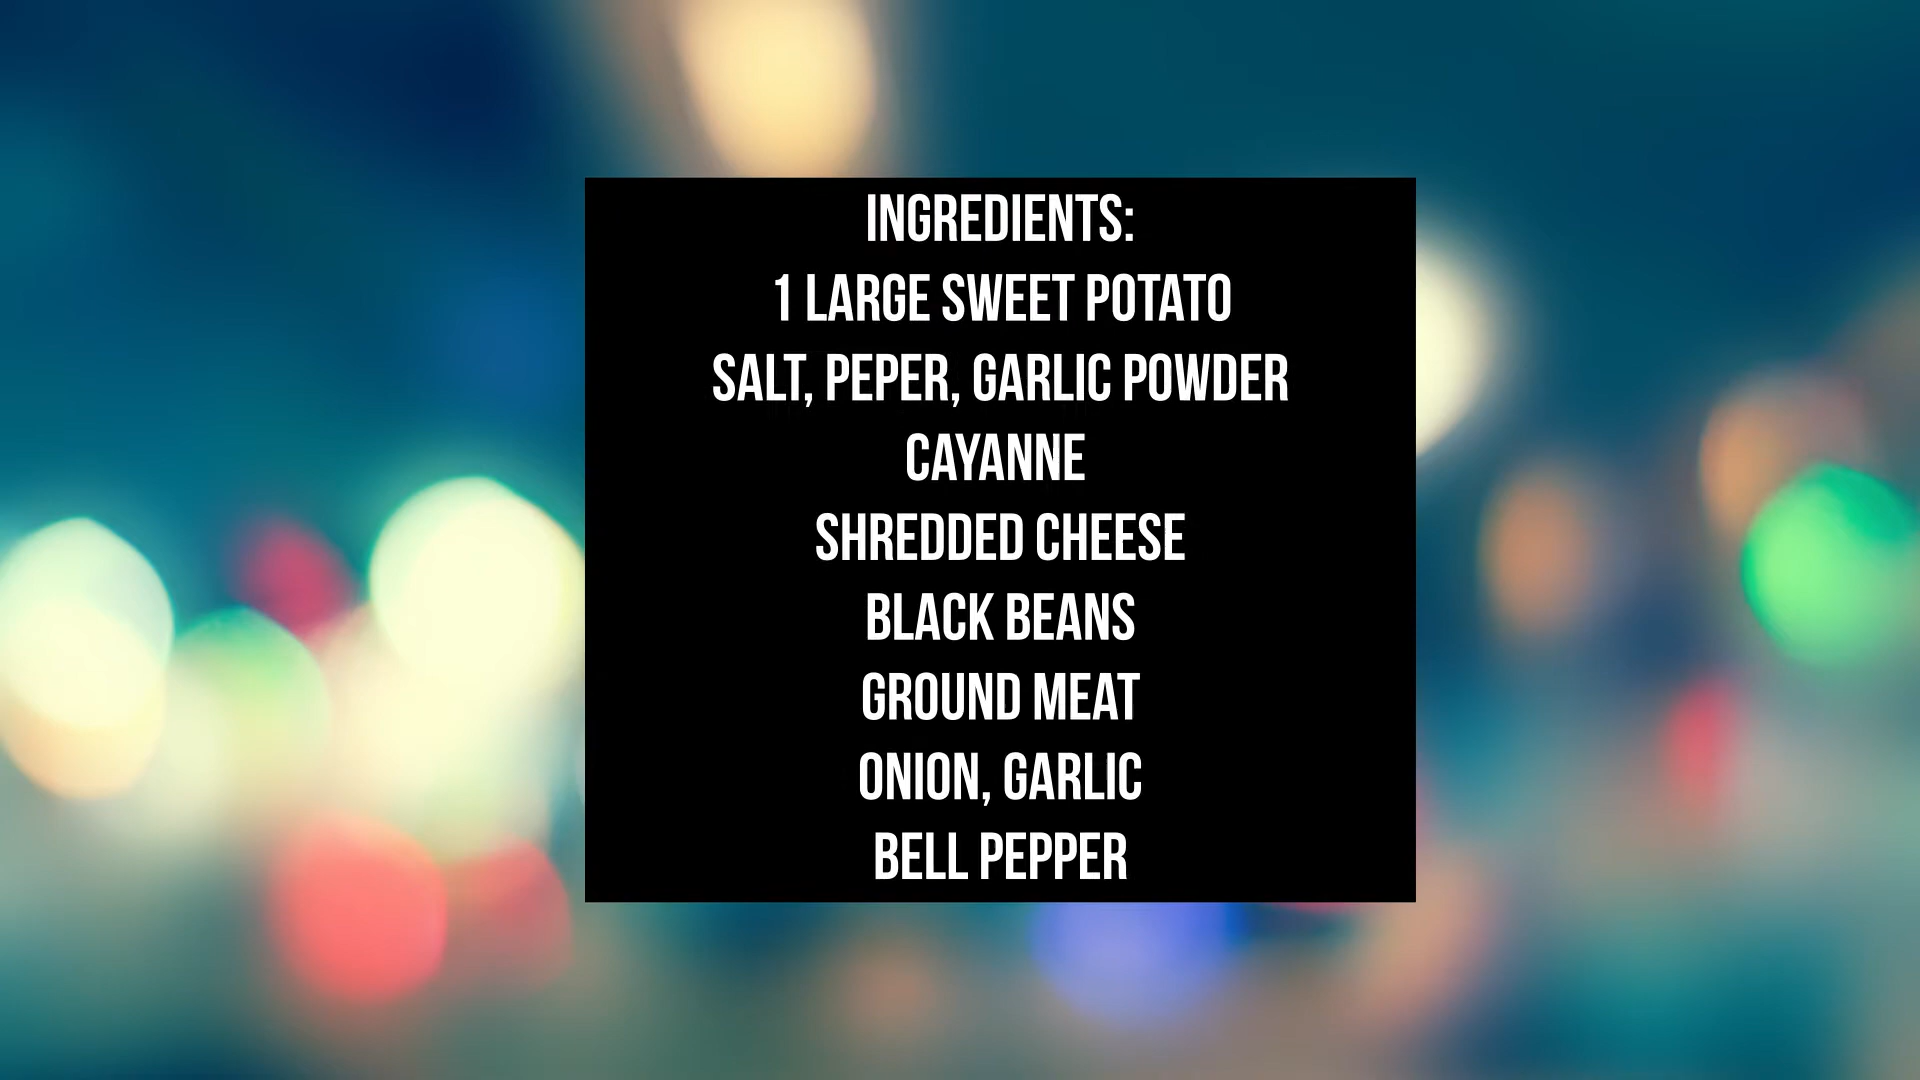 INGREDIENTS:
1 LARGE SWEET POTATO
SALT, PEPER, GARLIC POWDER
CAYANNE
SHREDDED CHEESE
BLACK BEANS
GROUND MEAT
ONION, GARLIC
BELL PEPPER